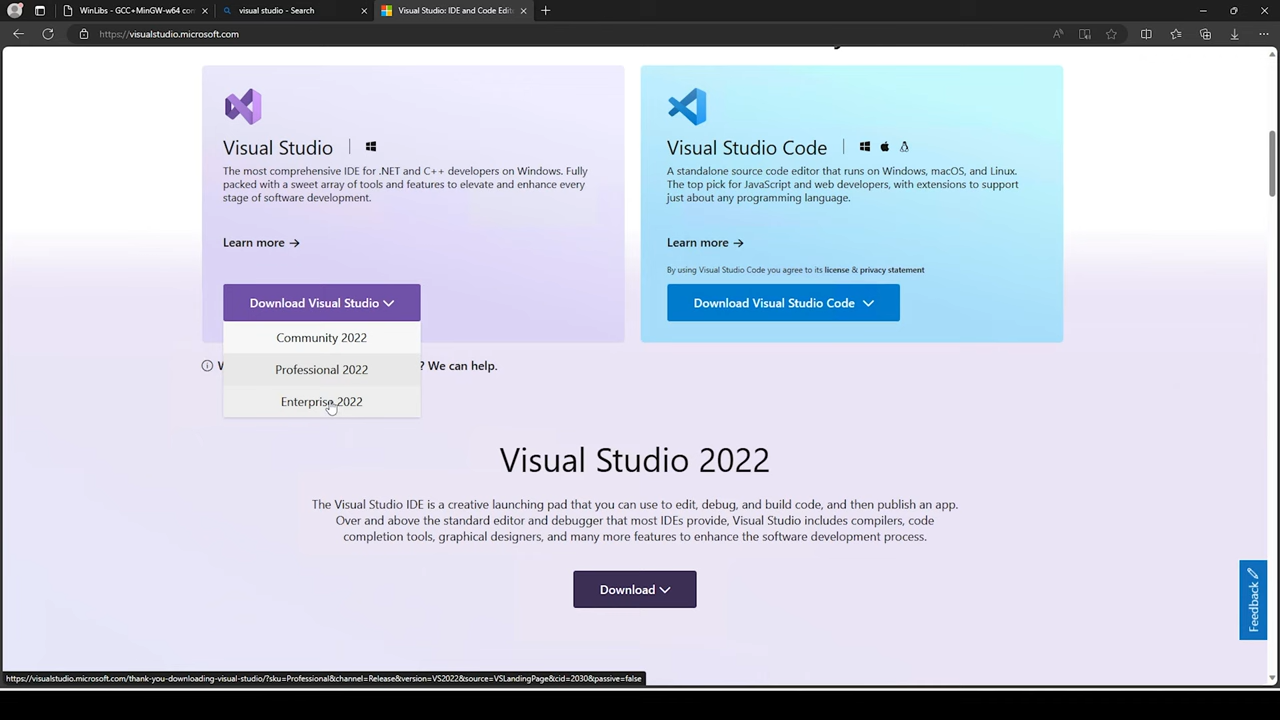 WinLibs - GCC+MinGW-w64 con
visual studio - Search
Visual Studio: IDE and Code Edit
https://visualstudio.microsoft.com
Visual Studio
The most comprehensive IDE for .NET and C++ developers on Windows. Fully
packed with a sweet array of tools and features to elevate and enhance every
stage of software development.
Learn more →
Download Visual Studio
Community 2022
Professional 2022
Enterprise 2022
Visual Studio Code
A standalone source code editor that runs on Windows, macOS, and Linux.
The top pick for JavaScript and web developers, with extensions to support
just about any programming language.
Learn more →
By using Visual Studio Code you agree to its license & privacy statement
Download Visual Studio Code
? We can help.
Visual Studio 2022
The Visual Studio IDE is a creative launching pad that you can use to edit, debug, and build code, and then publish an app.
Over and above the standard editor and debugger that most IDEs provide, Visual Studio includes compilers, code
completion tools, graphical designers, and many more features to enhance the software development process.
Download
Feedback
https://visualstudio.microsoft.com/thank-you-downloading-visual-studio/?sku=Professional&channel=Release&version=VS2022&source=VSLandingPage&cid=2030&passive=false